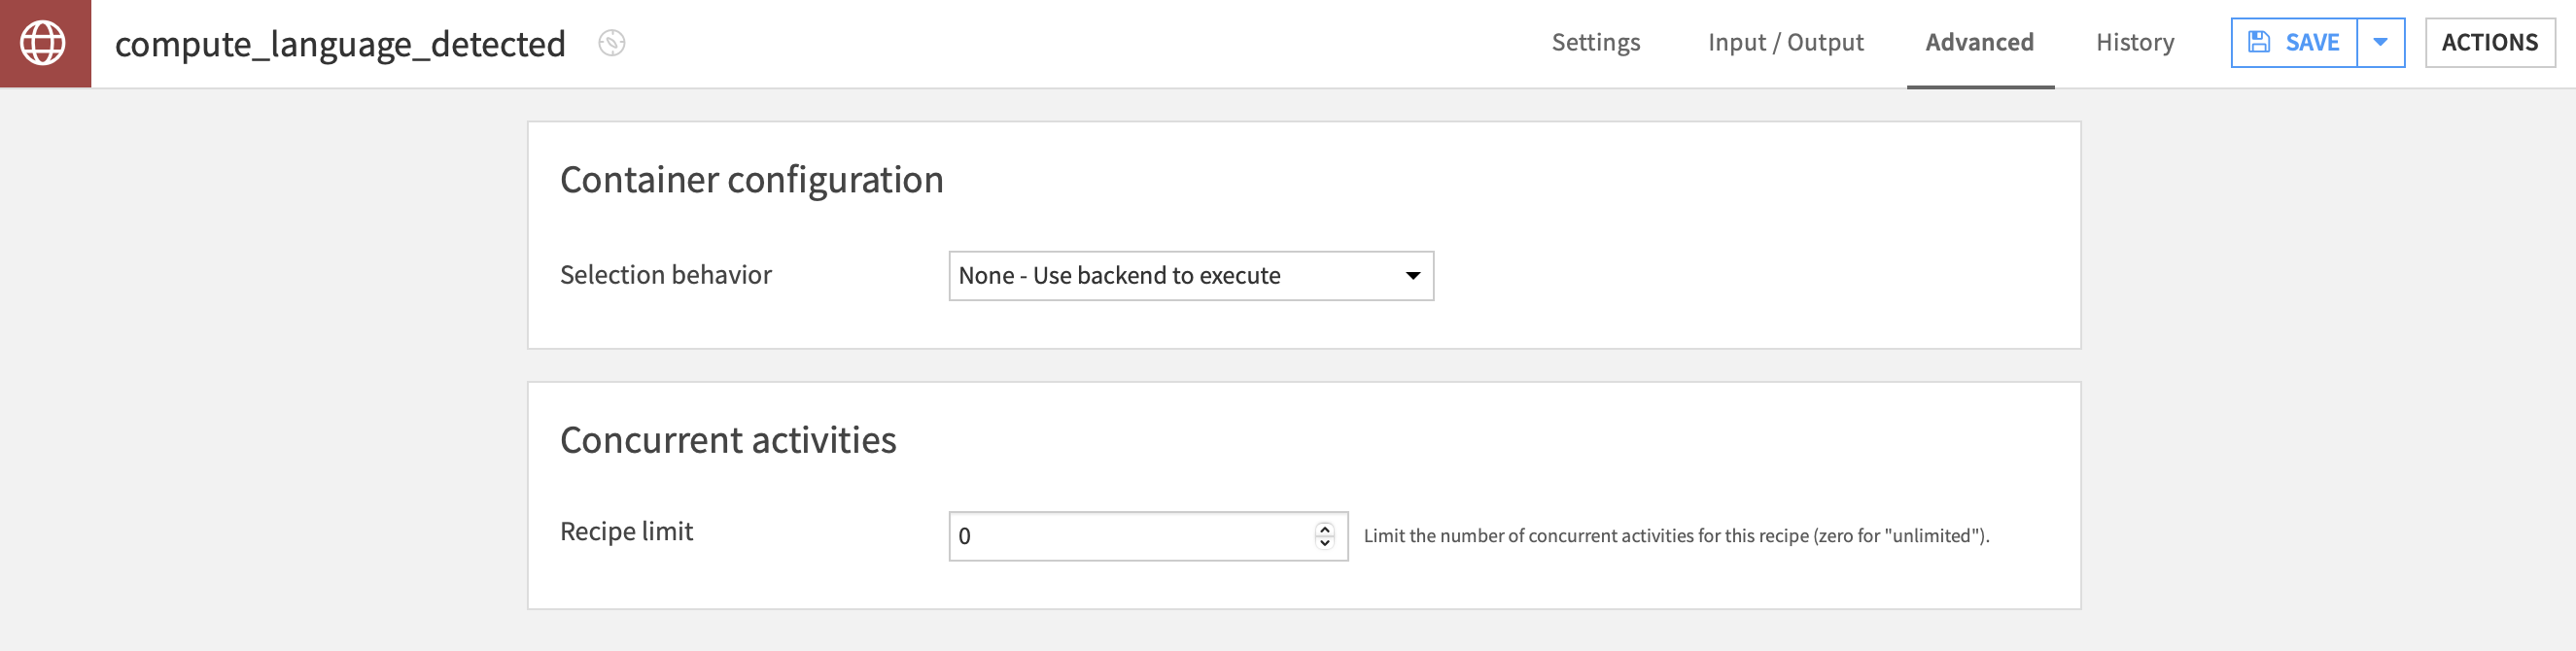 compute_language_detected
Settings
Input / Output
Advanced
History
SAVE
ACTIONS
Container configuration
Selection behavior
None - Use backend to execute
Concurrent activities
Recipe limit
0
Limit the number of concurrent activities for this recipe (zero for "unlimited").